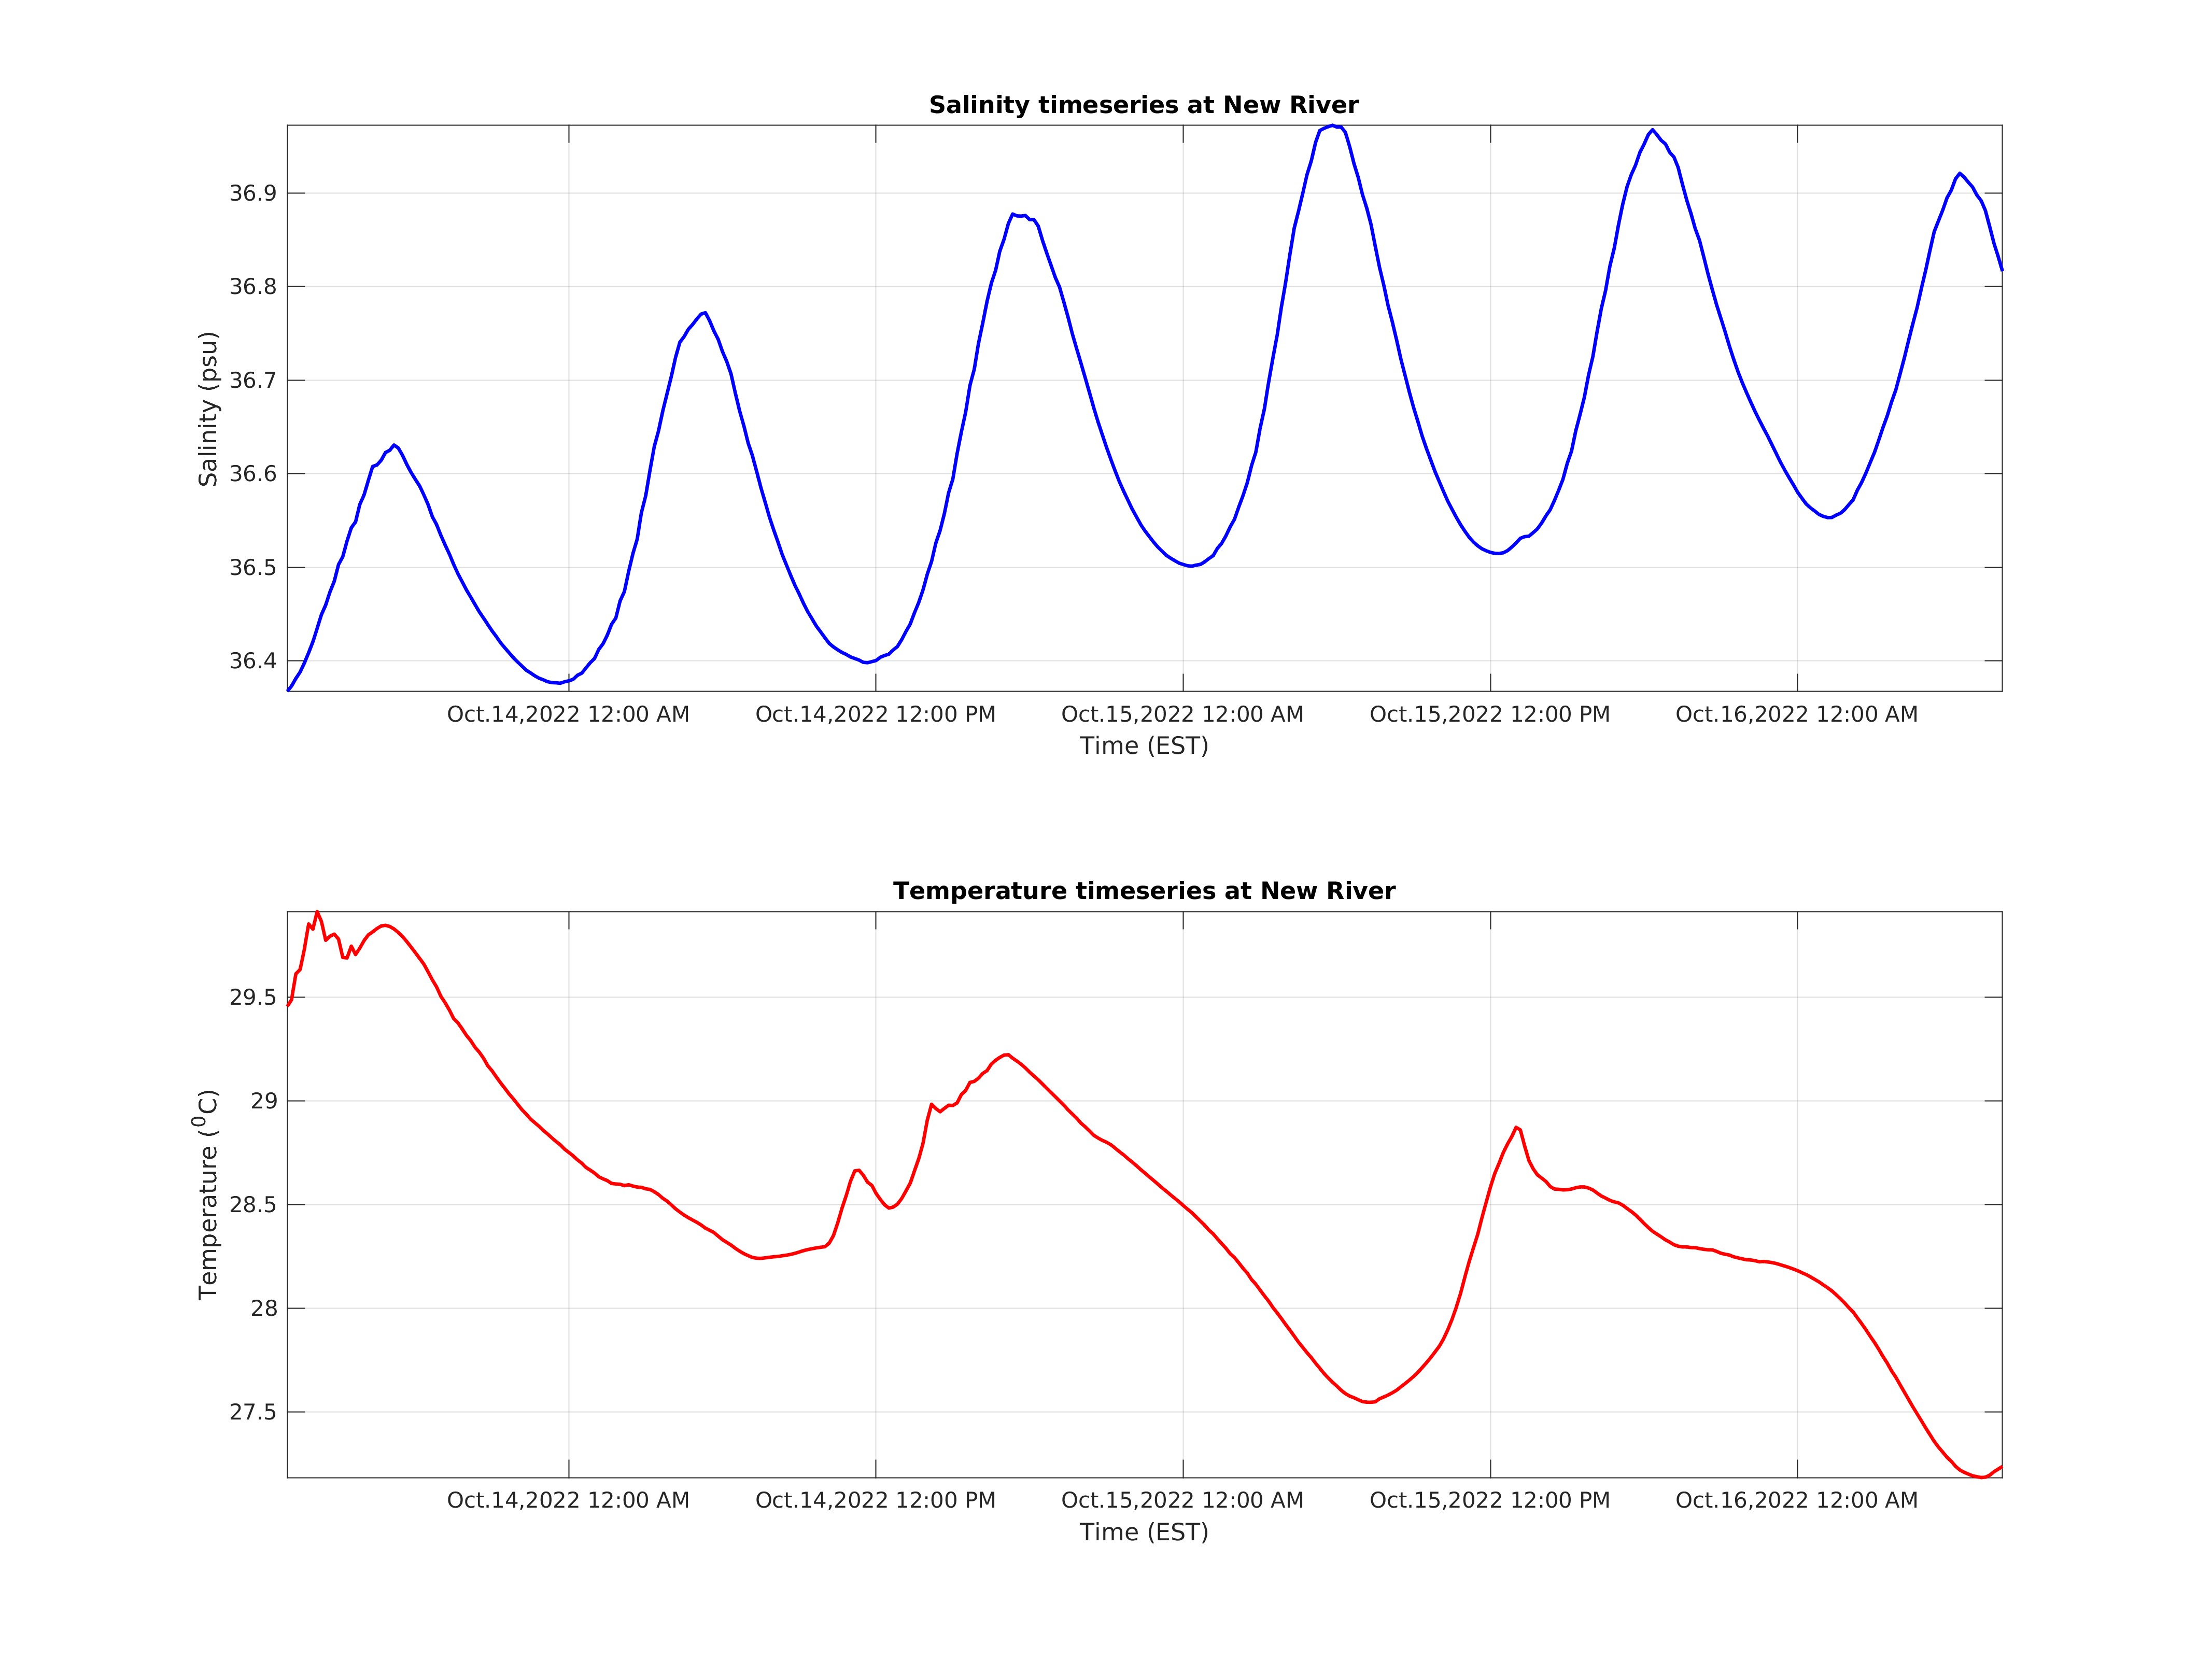 Salinity timeseries at New River
36.9
36.8
36.7
36.6
36.5
36.4
Salinity (psu)
Oct.14,2022 12:00 AM Oct.14,2022 12:00 PM Oct.15,2022 12:00 AM Oct.15,2022 12:00 PM Oct.16,2022 12:00 AM
Time (EST)
Temperature timeseries at New River
29.5
29
28.5
28
27.5
Temperature (⁰C)
Oct.14,2022 12:00 AM Oct.14,2022 12:00 PM Oct.15,2022 12:00 AM Oct.15,2022 12:00 PM Oct.16,2022 12:00 AM
Time (EST)